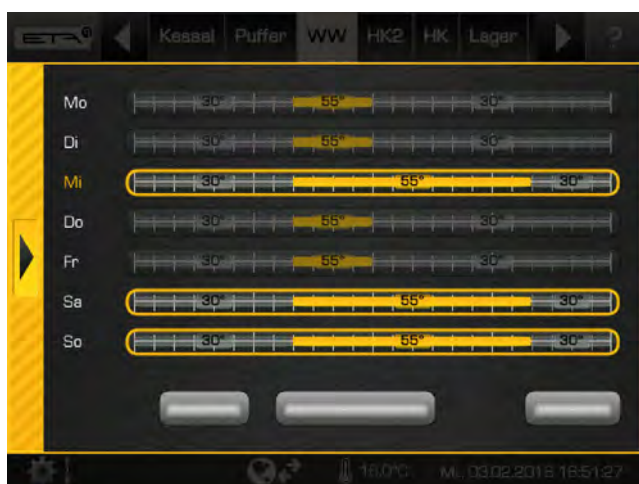 ETA Kessel Puffer WW HK2 HK Lager ?
Mo 30° 55° 30°
Di 30° 55° 30°
Mi 30° 55° 30°
Do 30° 55° 30°
Fr 30° 55° 30°
Sa 30° 55° 30°
So 30° 55° 30°
16.0°C Mi. 03.02.2016 16:51:27